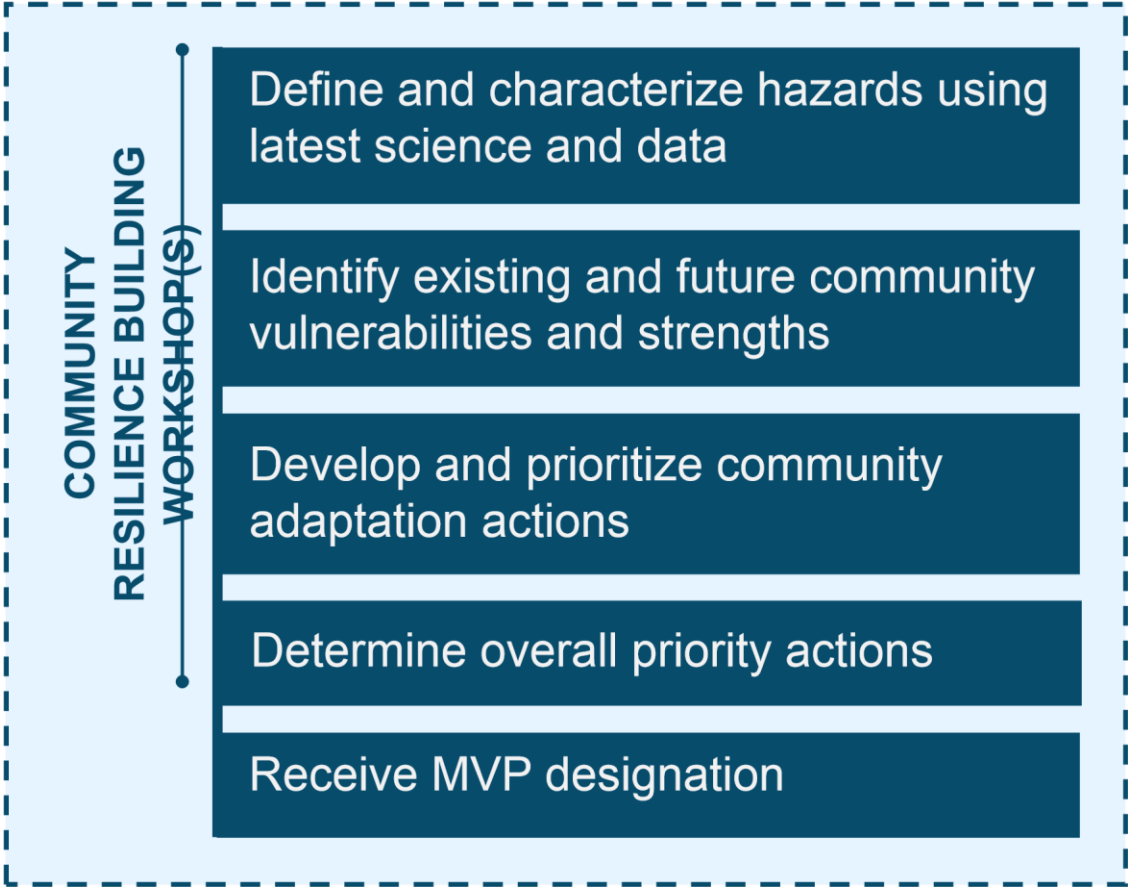 COMMUNITY
RESILIENCE BUILDING
WORKSHOP(S)
Define and characterize hazards using
latest science and data
Identify existing and future community
vulnerabilities and strengths
Develop and prioritize community
adaptation actions
Determine overall priority actions
Receive MVP designation